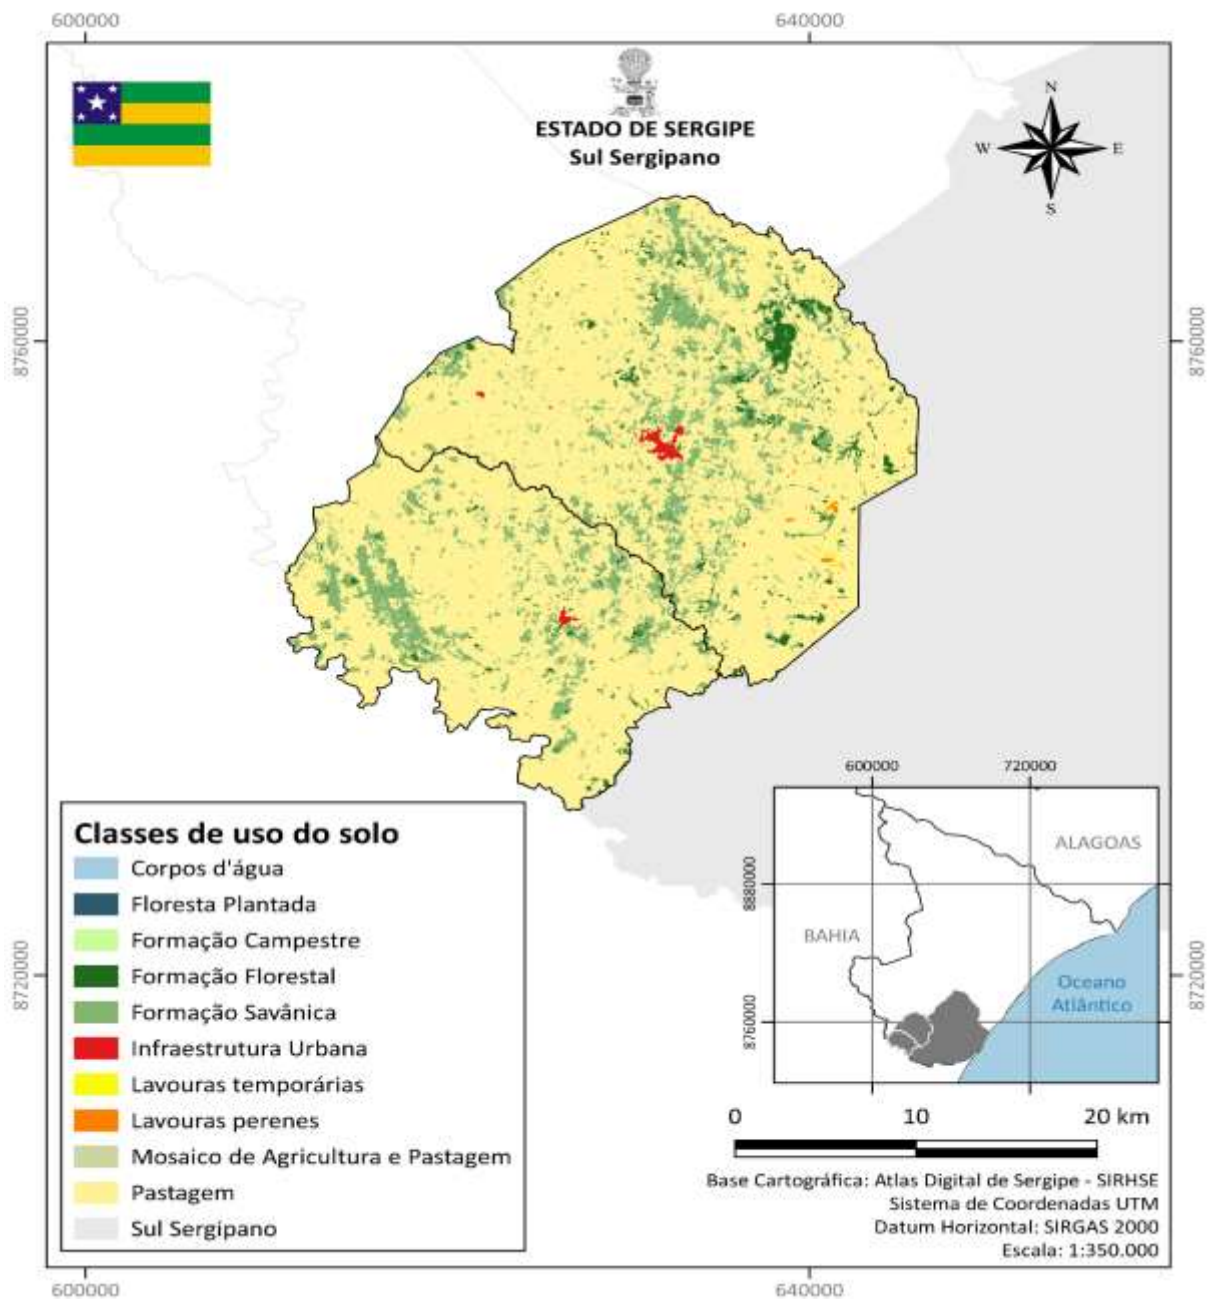 600000
640000
ESTADO DE SERGIPE
Sul Sergipano
N
W
E
S
8760000
8760000
Classes de uso do solo
Corpos d'água
Floresta Plantada
Formação Campestre
Formação Florestal
Formação Savânica
Infraestrutura Urbana
Lavouras temporárias
Lavouras perenes
Mosaico de Agricultura e Pastagem
Pastagem
Sul Sergipano
8720000
8720000
600000
720000
8880000
8760000
ALAGOAS
BAHIA
Oceano
Atlântico
0 10 20 km
Base Cartográfica: Atlas Digital de Sergipe - SIRHSE
Sistema de Coordenadas UTM
Datum Horizontal: SIRGAS 2000
Escala: 1:350.000
600000
640000